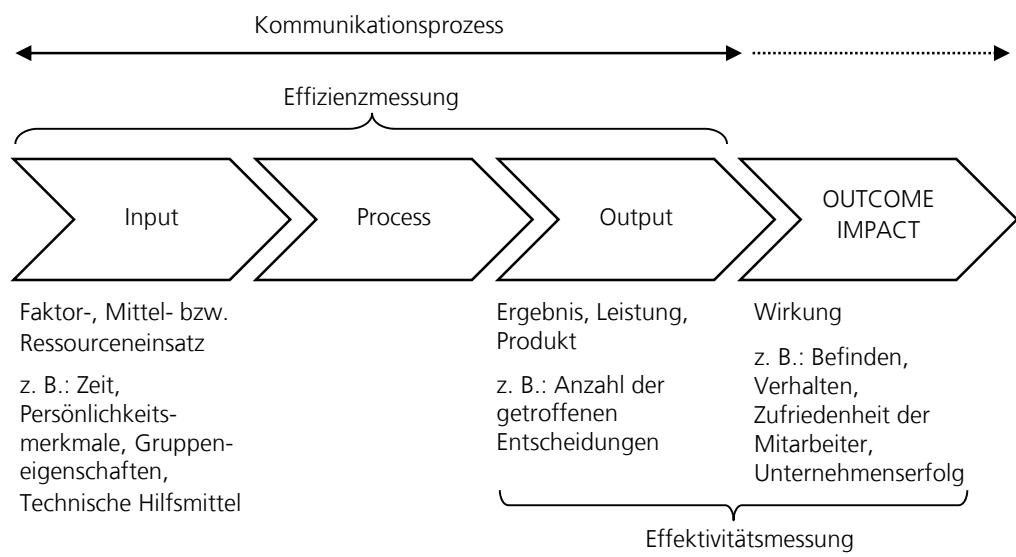 Kommunikationsprozess
Effizienzmessung
Input
Process
Output
OUTCOME
IMPACT
Faktor-, Mittel- bzw.
Ressourceneinsatz
z. B.: Zeit,
Persönlichkeits-
merkmale, Gruppen-
eigenschaften,
Technische Hilfsmittel
Ergebnis, Leistung,
Produkt
z. B.: Anzahl der
getroffenen
Entscheidungen
Wirkung
z. B.: Befinden,
Verhalten,
Zufriedenheit der
Mitarbeiter,
Unternehmenserfolg
Effektivitätsmessung